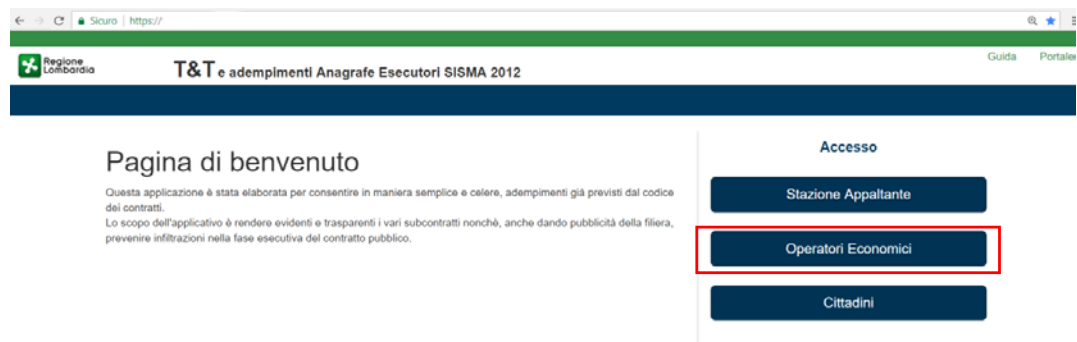 Sicuro | https://
Regione
Lombardia
T&T e adempimenti Anagrafe Esecutori SISMA 2012
Guida
Pagina di benvenuto
Questa applicazione è stata elaborata per consentire in maniera semplice e celere, adempimenti già previsti dal codice
dei contratti.
Lo scopo dell'applicativo è rendere evidenti e trasparenti i vari subcontratti nonchè, anche dando pubblicità della filiera,
prevenire infiltrazioni nella fase esecutiva del contratto pubblico.
Accesso
Stazione Appaltante
Operatori Economici
Cittadini